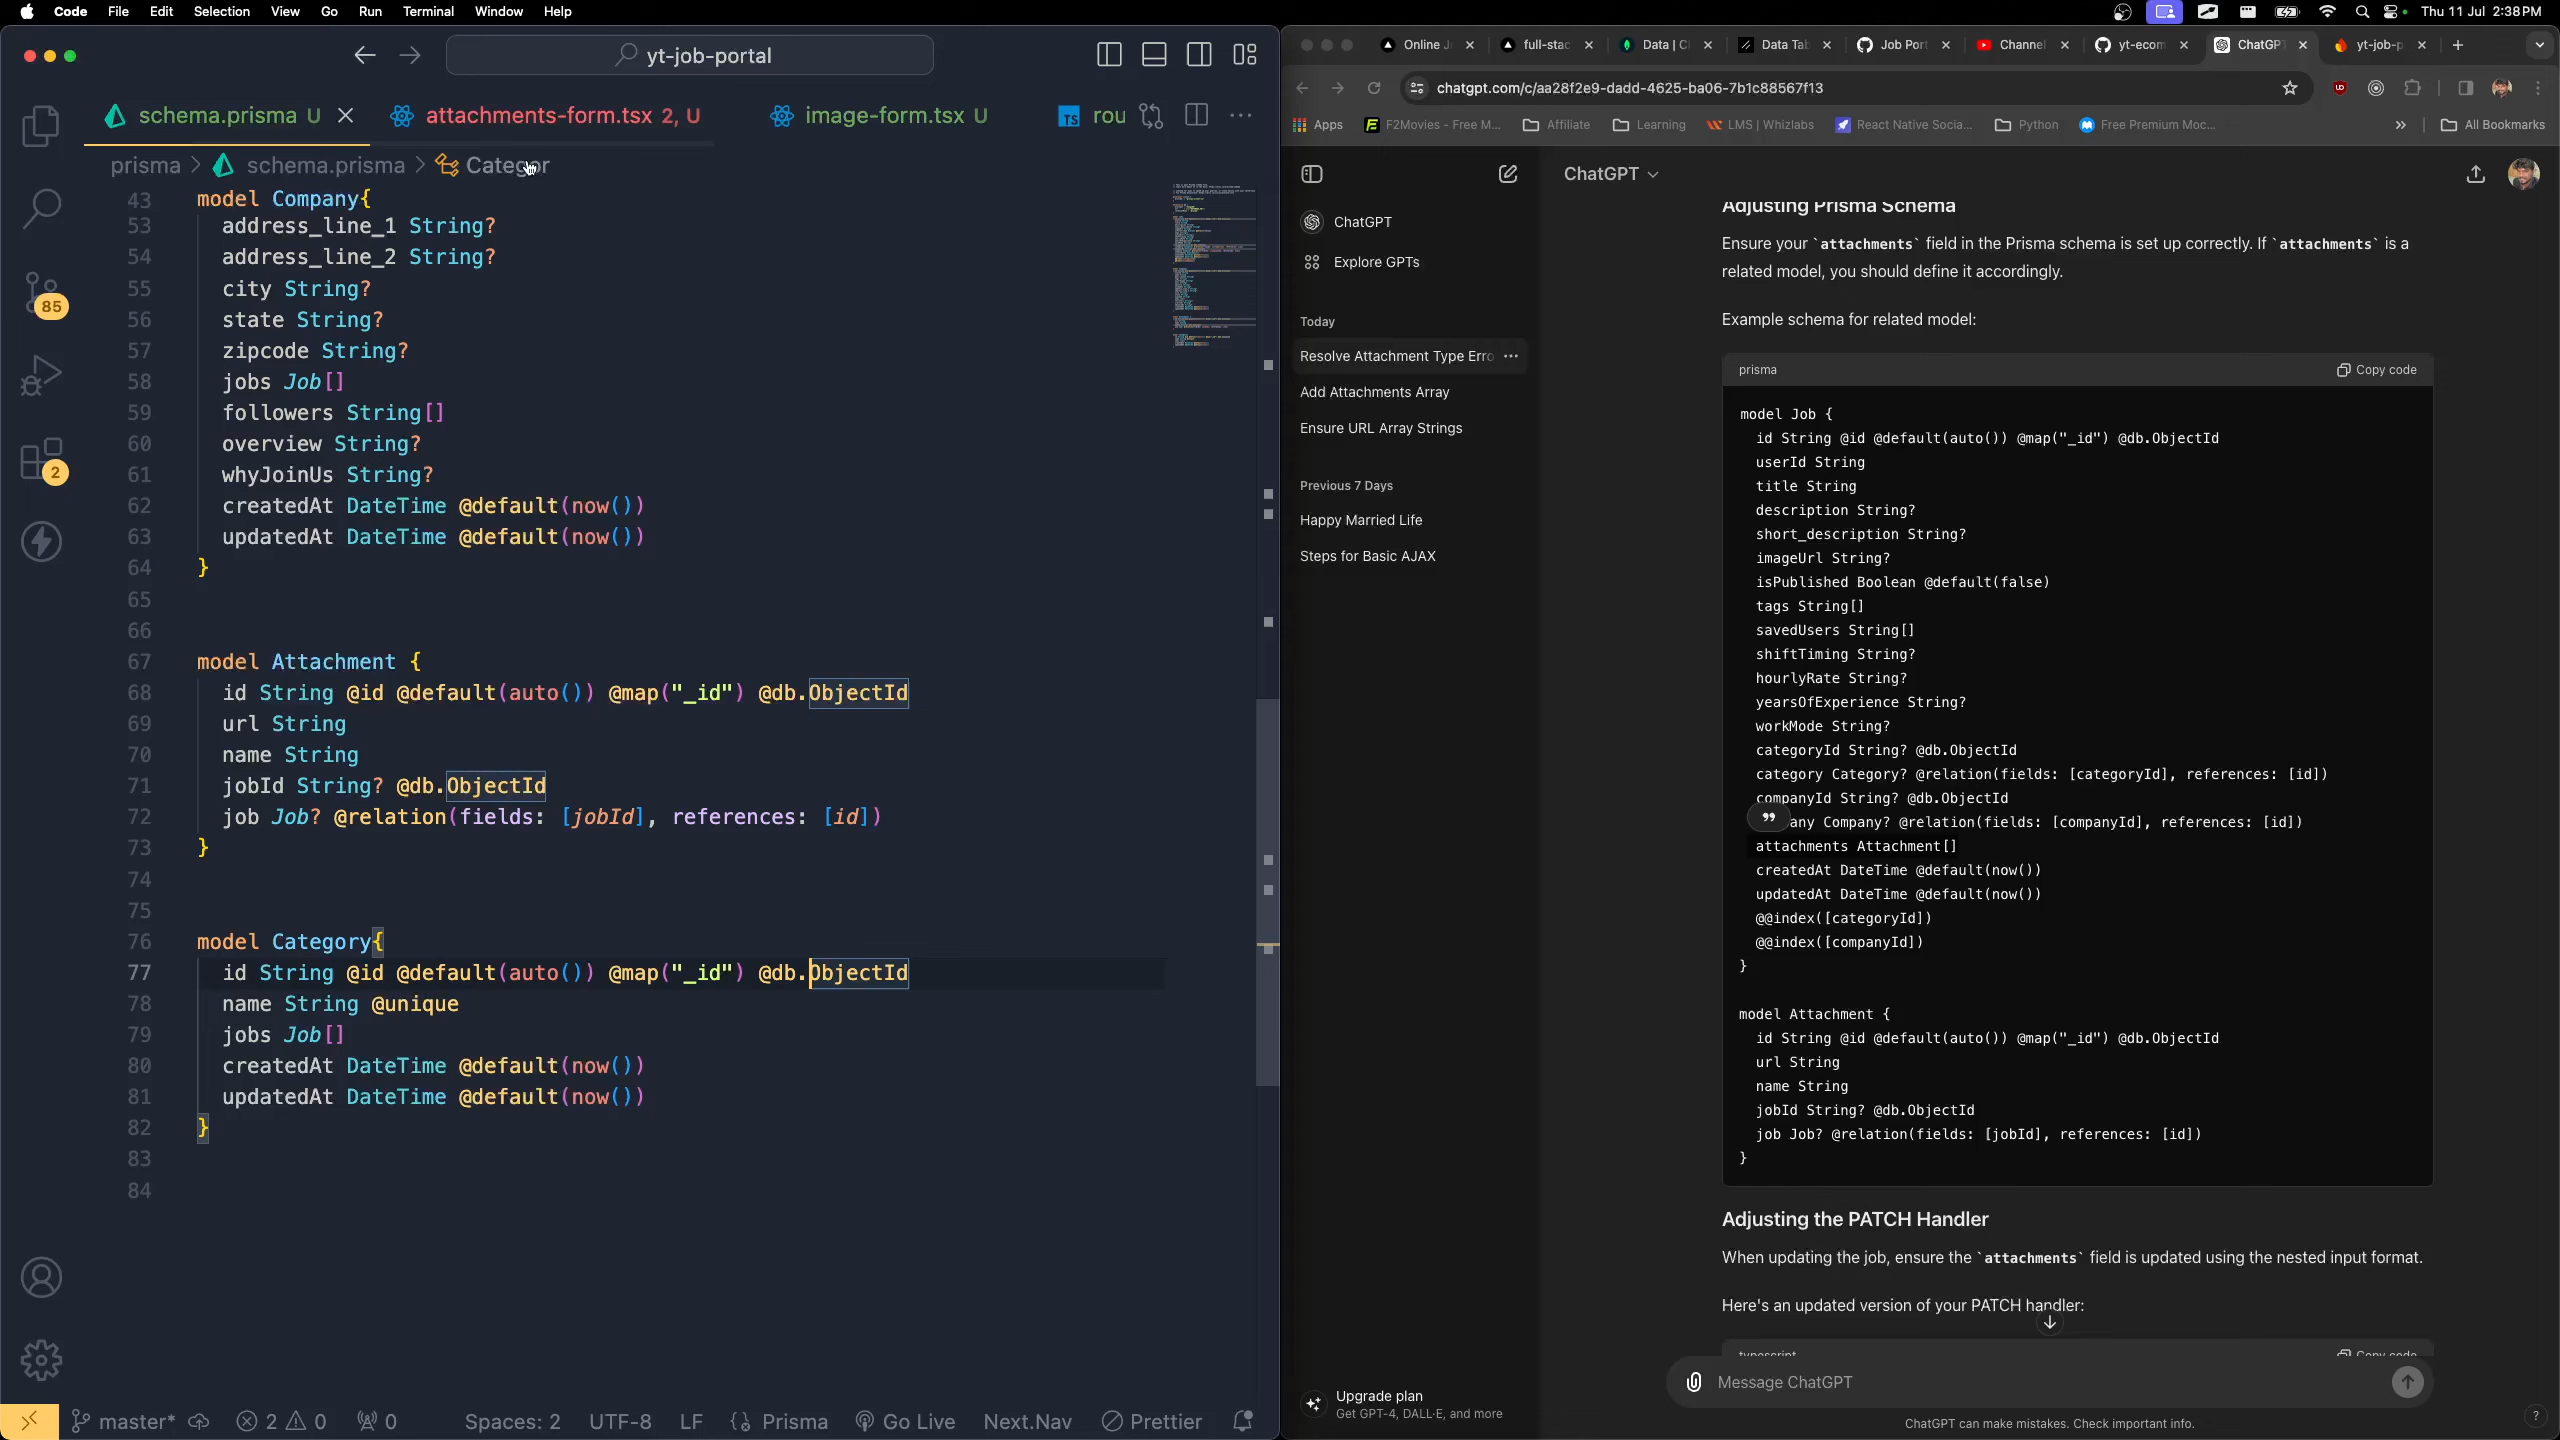 Code File Edit Selection View Go Run Terminal Window Help
Thu 11 Jul 2:38 PM
yt-job-portal
schema.prisma U
attachments-form.tsx 2, U
image-form.tsx U
TS rou
prisma > schema.prisma > Categor
43 model Company{
53 address_line_1 String?
54 address_line_2 String?
55 city String?
56 state String?
57 zipcode String?
58 jobs Job[]
59 followers String[]
60 overview String?
61 whyJoinUs String?
62 createdAt DateTime @default(now())
63 updatedAt DateTime @default(now())
64 }
65
66
67 model Attachment {
68 id String @id @default(auto()) @map("_id") @db.ObjectId
69 url String
70 name String
71 jobId String? @db.ObjectId
72 job Job? @relation(fields: [jobId], references: [id])
73 }
74
75
76 model Category{
77 id String @id @default(auto()) @map("_id") @db.ObjectId
78 name String @unique
79 jobs Job[]
80 createdAt DateTime @default(now())
81 updatedAt DateTime @default(now())
82 }
83
84
85
2
master* 2 0 0 Spaces: 2 UTF-8 LF {} Prisma Go Live Next.Nav Prettier
Online J
full-stac
Data | C
Data Tab
Job Port
Channel
yt-ecom
ChatGPT
yt-job-p
chatgpt.com/c/aa28f2e9-dadd-4625-ba06-7b1c88567f13
Apps
F2Movies - Free M...
Affiliate
Learning
LMS | Whizlabs
React Native Socia...
Python
Free Premium Moc...
All Bookmarks
ChatGPT
Explore GPTs
Today
Resolve Attachment Type Erro
Add Attachments Array
Ensure URL Array Strings
Previous 7 Days
Happy Married Life
Steps for Basic AJAX
Upgrade plan
Get GPT-4, DALL·E, and more
ChatGPT
Adjusting Prisma Schema
Ensure your `attachments` field in the Prisma schema is set up correctly. If `attachments` is a
related model, you should define it accordingly.
Example schema for related model:
prisma
Copy code
model Job {
id String @id @default(auto()) @map("_id") @db.ObjectId
userId String
title String
description String?
short_description String?
imageUrl String?
isPublished Boolean @default(false)
tags String[]
savedUsers String[]
shiftTiming String?
hourlyRate String?
yearsOfExperience String?
workMode String?
categoryId String? @db.ObjectId
category Category? @relation(fields: [categoryId], references: [id])
companyId String? @db.ObjectId
any Company? @relation(fields: [companyId], references: [id])
attachments Attachment[]
createdAt DateTime @default(now())
updatedAt DateTime @default(now())
@@index([categoryId])
@@index([companyId])
}
model Attachment {
id String @id @default(auto()) @map("_id") @db.ObjectId
url String
name String
jobId String? @db.ObjectId
job Job? @relation(fields: [jobId], references: [id])
}
Adjusting the PATCH Handler
When updating the job, ensure the `attachments` field is updated using the nested input format.
Here's an updated version of your PATCH handler:
typescript
Copy code
Message ChatGPT
ChatGPT can make mistakes. Check important info.
?